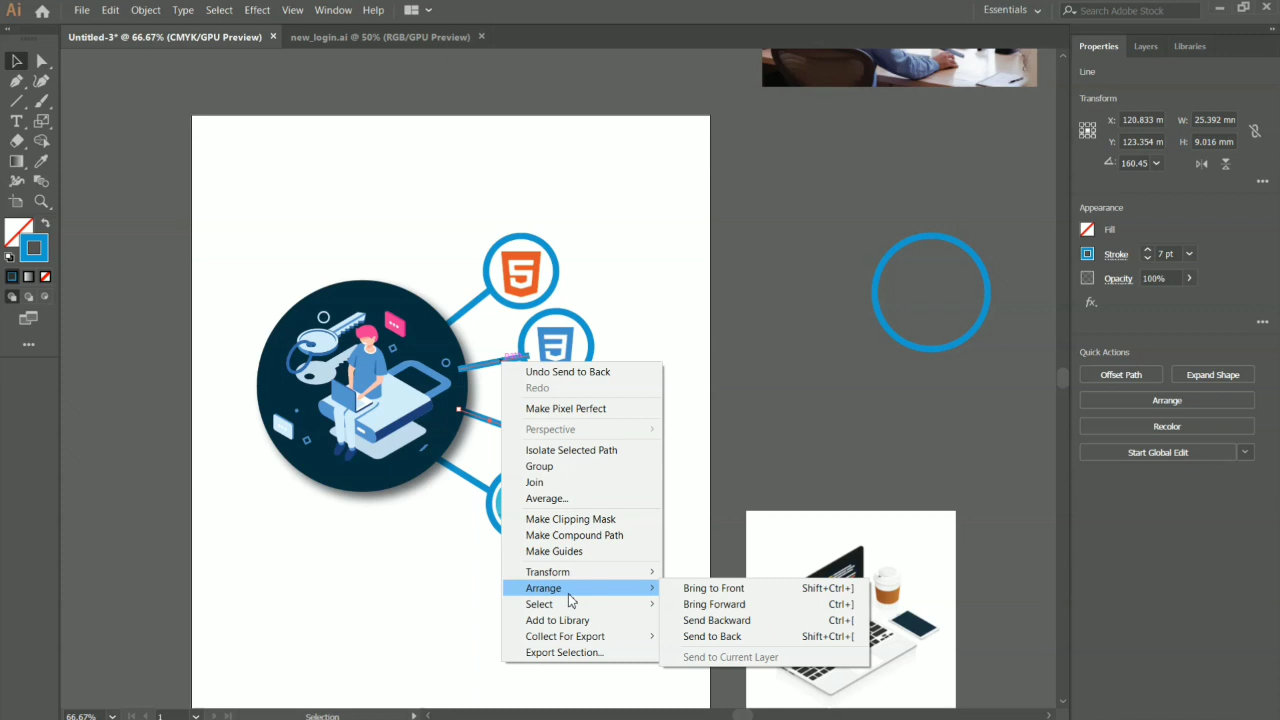 Ai File Edit Object Type Select Effect View Window Help Essentials Search Adobe Stock
Untitled-3* @ 66.67% (CMYK/GPU Preview) × new_login.ai @ 50% (RGB/GPU Preview) ×
Properties Layers Libraries
Line
Transform
X: 120.833 m W: 25.392 mn
Y: 123.354 m H: 9.016 mm
160.45
Appearance
Fill
Stroke 7 pt
Opacity 100%
fx.
Quick Actions
Offset Path Expand Shape
Arrange
Recolor
Start Global Edit
Undo Send to Back
Redo
Make Pixel Perfect
Perspective
Isolate Selected Path
Group
Join
Average...
Make Clipping Mask
Make Compound Path
Make Guides
Transform
Arrange
Select
Add to Library
Collect For Export
Export Selection...
Bring to Front Shift+Ctrl+]
Bring Forward Ctrl+]
Send Backward Ctrl+[
Send to Back Shift+Ctrl+[
Send to Current Layer
66.67% 1 Selection